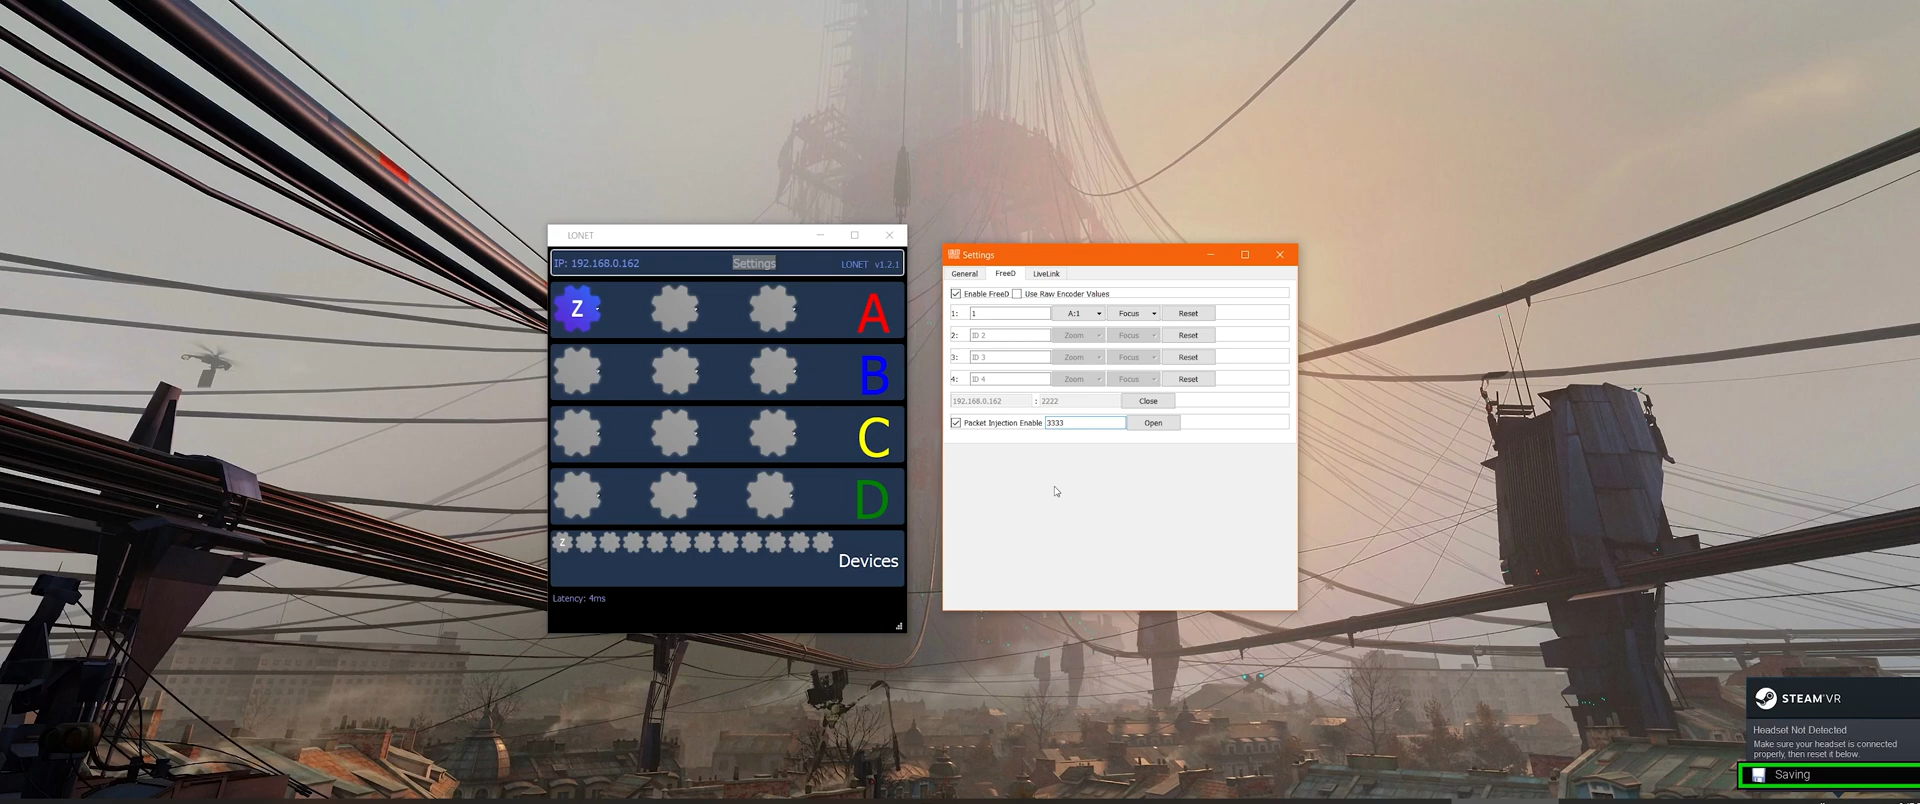 LONET
IP: 192.168.0.162
Settings
LONET v1.2.1
Z
A
B
C
D
Z
Devices
Latency: 4ms
Settings
General
FreeD
LiveLink
Enable FreeD
Use Raw Encoder Values
1:
1
A:1
Focus
Reset
2:
ID 2
Zoom
Focus
Reset
3:
ID 3
Zoom
Focus
Reset
4:
ID 4
Zoom
Focus
Reset
192.168.0.162
:
2222
Close
Packet Injection Enable
3333
Open
STEAM VR
Headset Not Detected
Make sure your headset is connected
properly, then reset it below.
Saving